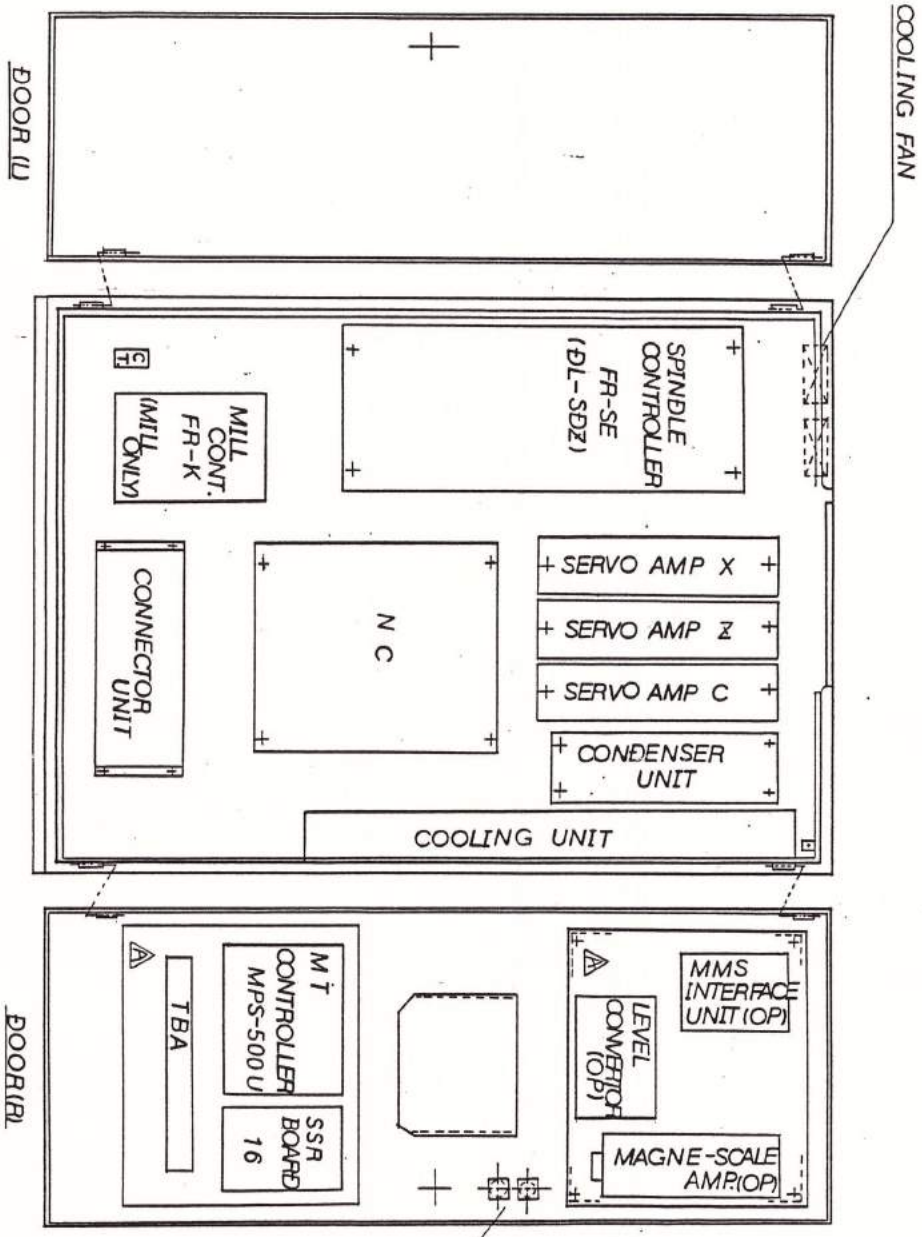 COOLING FAN
DOOR (L)
SPINDLE
CONTROLLER
FR-SE
(DL-SDZ)
C
T.
MILL
CONT.
FR-K
(MILL
ONLY)
SERVO AMP X
SERVO AMP Z
SERVO AMP C
CONDENSER
UNIT
N C
CONNECTOR
UNIT
COOLING UNIT
MMS
INTERFACE
UNIT (OP)
A
LEVEL
CONVERTOR
(OP)
MAGNE-SCALE
AMP.(OP)
MT
CONTROLLER
MPS-500U
SSR
BOARD
16
A
TBA
DOOR(R)